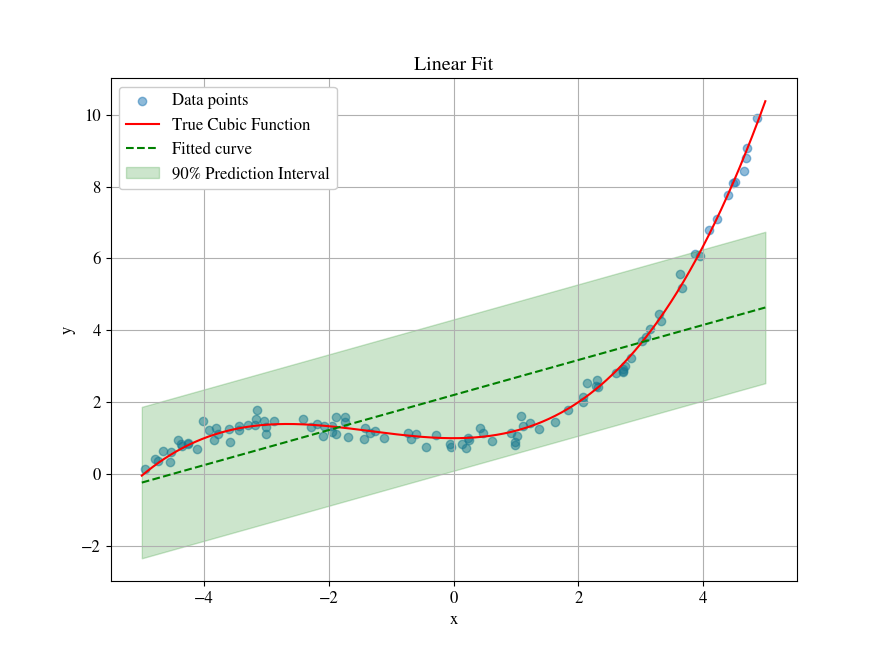 Linear Fit
Data points
True Cubic Function
Fitted curve
90% Prediction Interval
10
8
6
4
2
0
−2
y
−4
−2
0
2
4
x